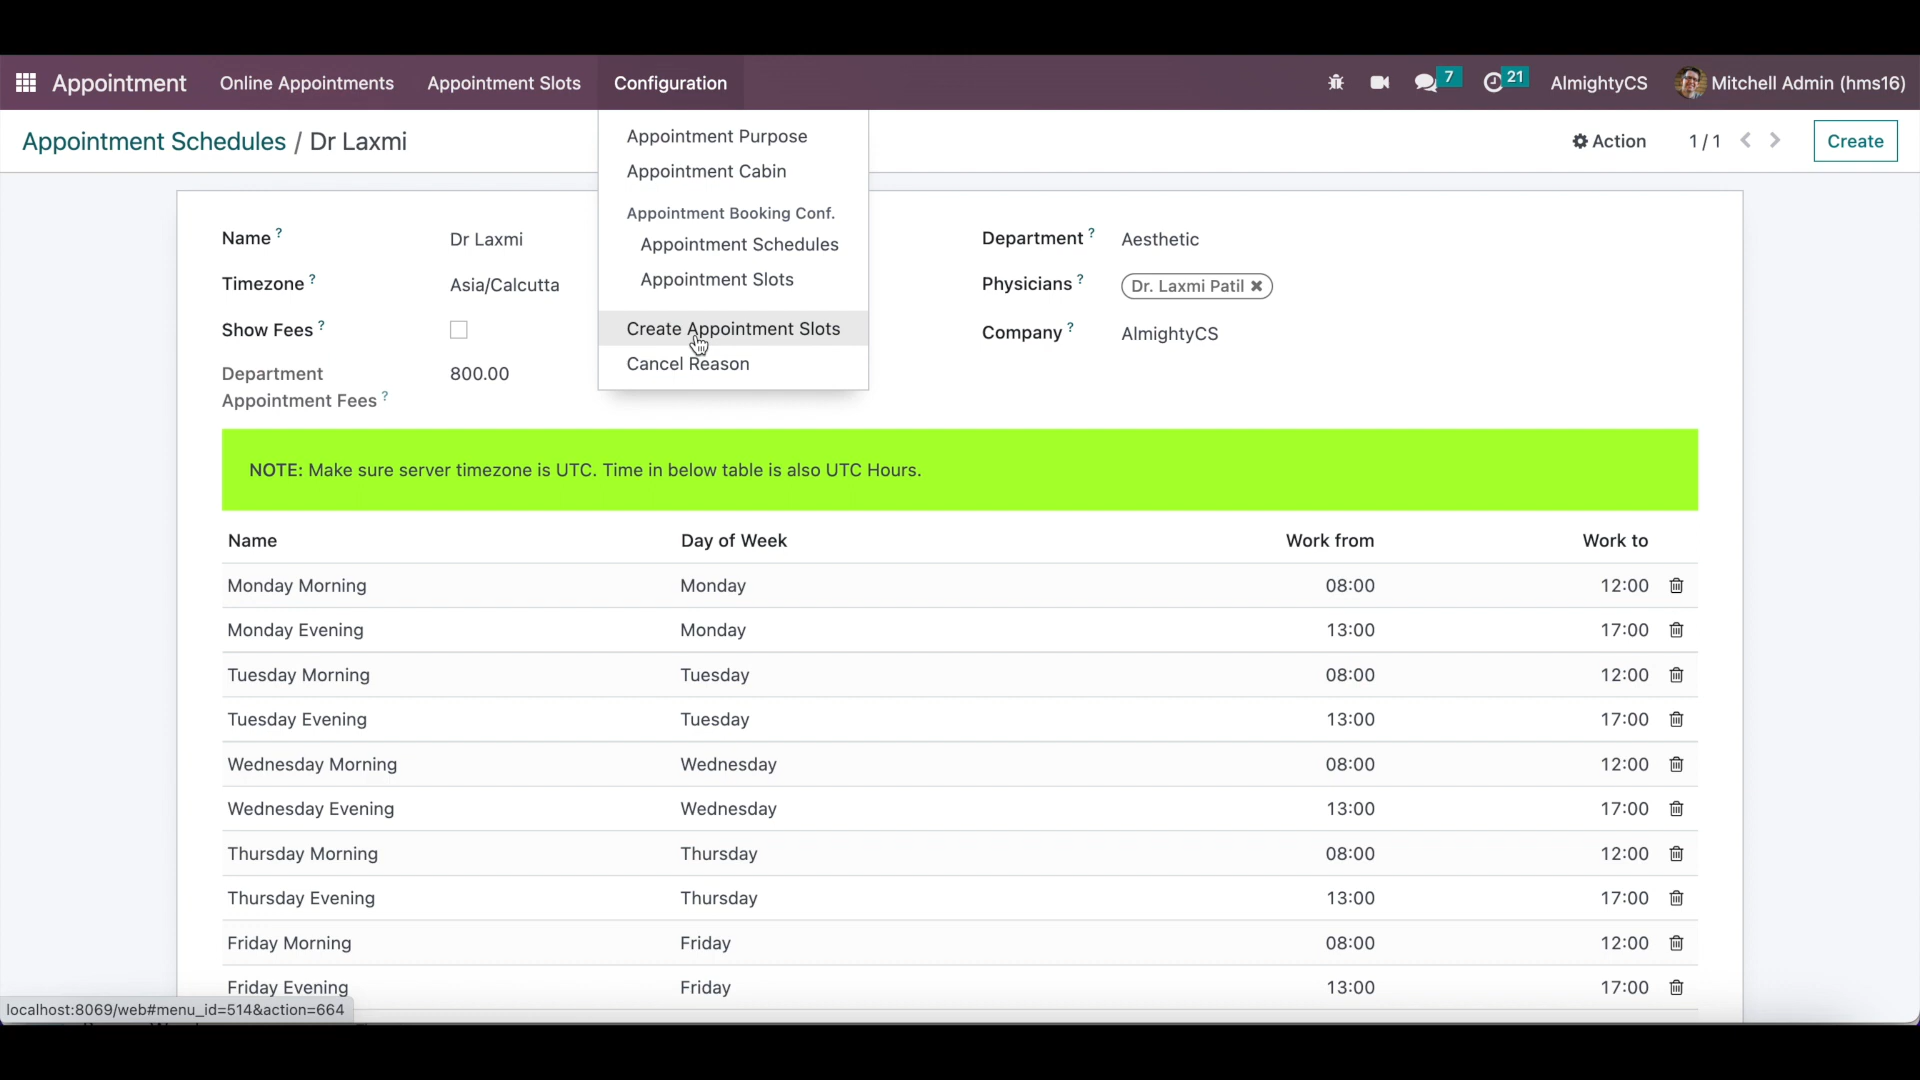 Appointment Online Appointments Appointment Slots Configuration 7 21 AlmightyCS Mitchell Admin (hms16)
Appointment Schedules / Dr Laxmi Action 1 / 1 Create
Appointment Purpose
Appointment Cabin
Appointment Booking Conf.
Appointment Schedules
Appointment Slots
Create Appointment Slots
Cancel Reason
Name ? Dr Laxmi
Timezone ? Asia/Calcutta
Show Fees ?
Department
Appointment Fees ? 800.00
Department ? Aesthetic
Physicians ? Dr. Laxmi Patil
Company ? AlmightyCS
NOTE: Make sure server timezone is UTC. Time in below table is also UTC Hours.
Name Day of Week Work from Work to
Monday Morning Monday 08:00 12:00
Monday Evening Monday 13:00 17:00
Tuesday Morning Tuesday 08:00 12:00
Tuesday Evening Tuesday 13:00 17:00
Wednesday Morning Wednesday 08:00 12:00
Wednesday Evening Wednesday 13:00 17:00
Thursday Morning Thursday 08:00 12:00
Thursday Evening Thursday 13:00 17:00
Friday Morning Friday 08:00 12:00
Friday Evening Friday 13:00 17:00
localhost:8069/web#menu_id=514&action=664